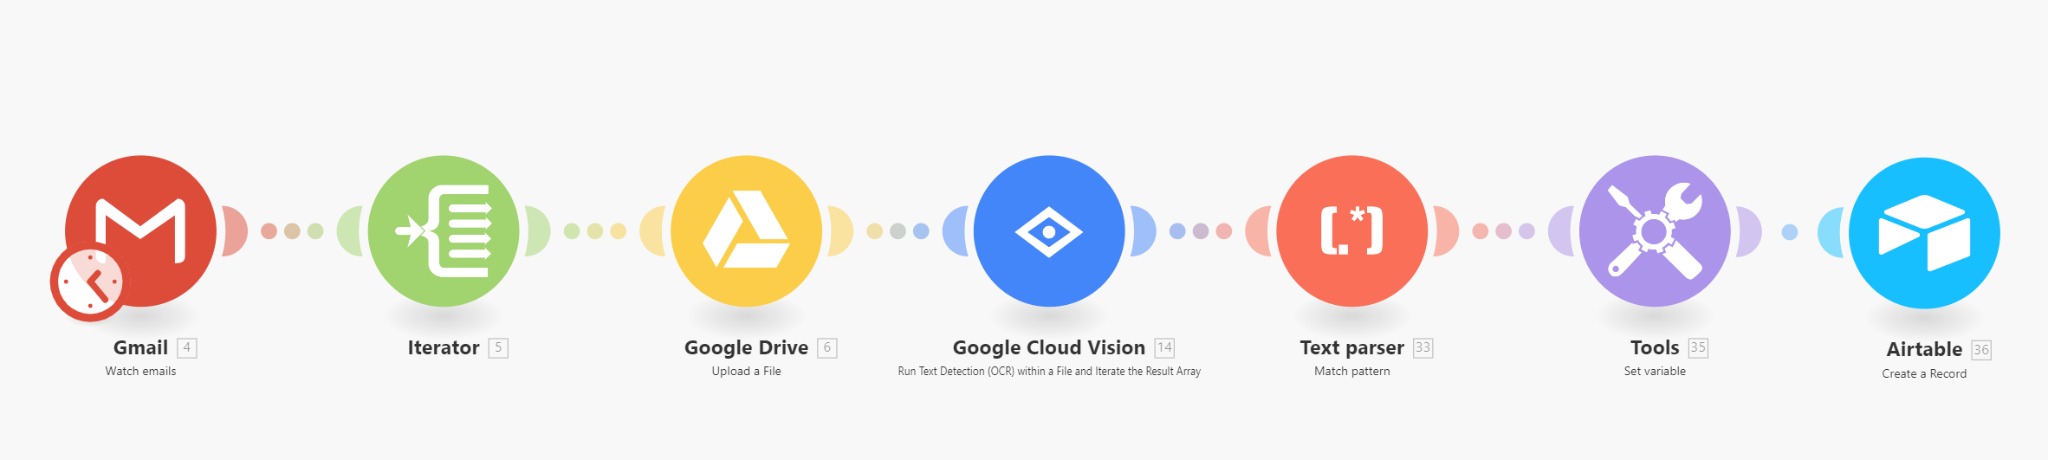 Gmail 4
Watch emails
Iterator 5
Google Drive 6
Upload a File
Google Cloud Vision 14
Run Text Detection (OCR) within a File and Iterate the Result Array
Text parser 33
Match pattern
Tools 35
Set variable
Airtable 36
Create a Record